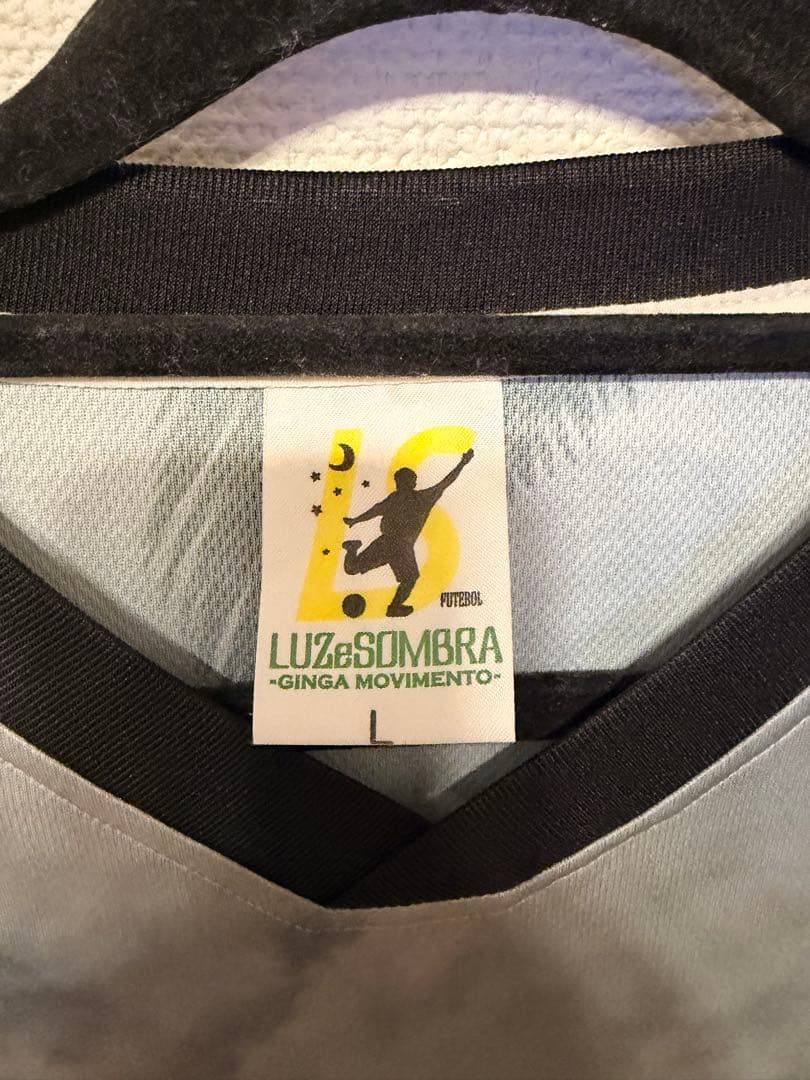 LS
FUTEBOL
LUZeSOMBRA
-GINGA MOVIMENTO-
L